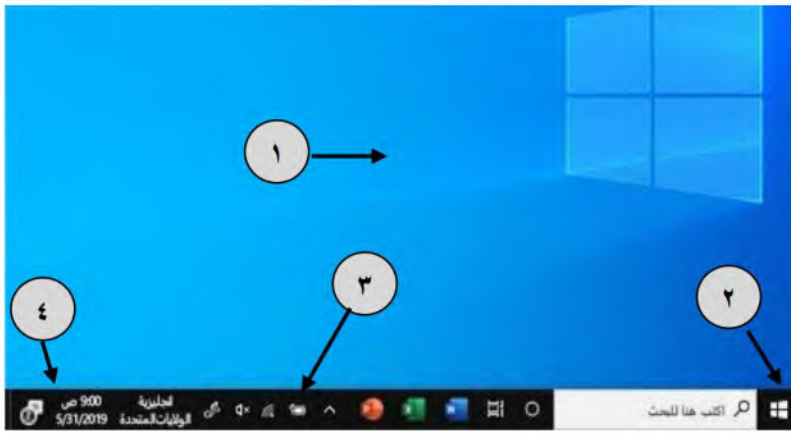 ١
٢
٣
٤
اكتب هنا للبحث
انجليزية
الولايات المتحدة
9:00 ص
5/31/2019